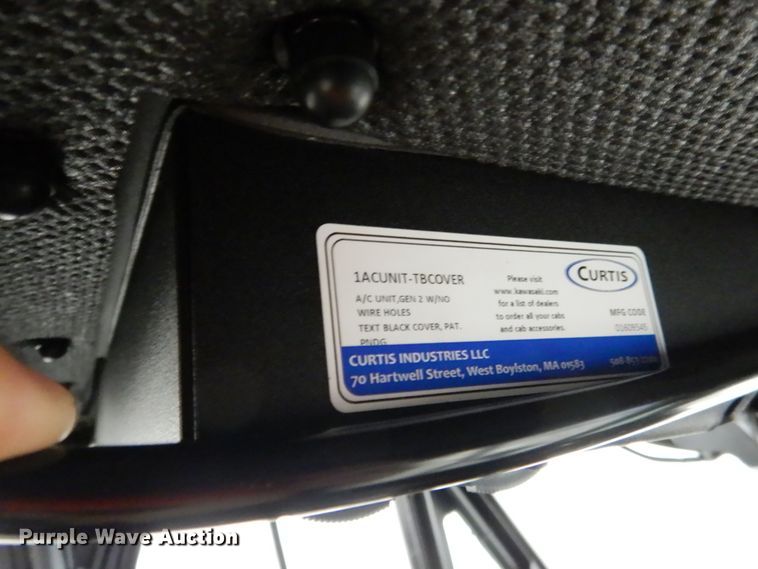 1ACUNIT-TBCOVER
A/C UNIT,GEN 2 W/NO
WIRE HOLES
TEXT BLACK COVER, PAT.
PNDG
Please visit
www.kawasaki.com
for a list of dealers
to order all your cabs
and cab accessories.
CURTIS
MFG CODE
CURTIS INDUSTRIES LLC
70 Hartwell Street, West Boylston, MA 01583
Purple Wave Auction